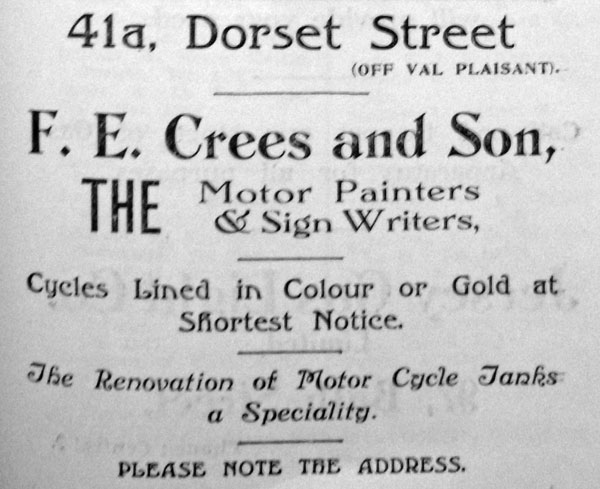 41a, Dorset Street
(OFF VAL PLAISANT).
F. E. Crees and Son,
THE Motor Painters
& Sign Writers,
Cycles Lined in Colour or Gold at
Shortest Notice.
The Renovation of Motor Cycle Tanks
a Speciality.
PLEASE NOTE THE ADDRESS.